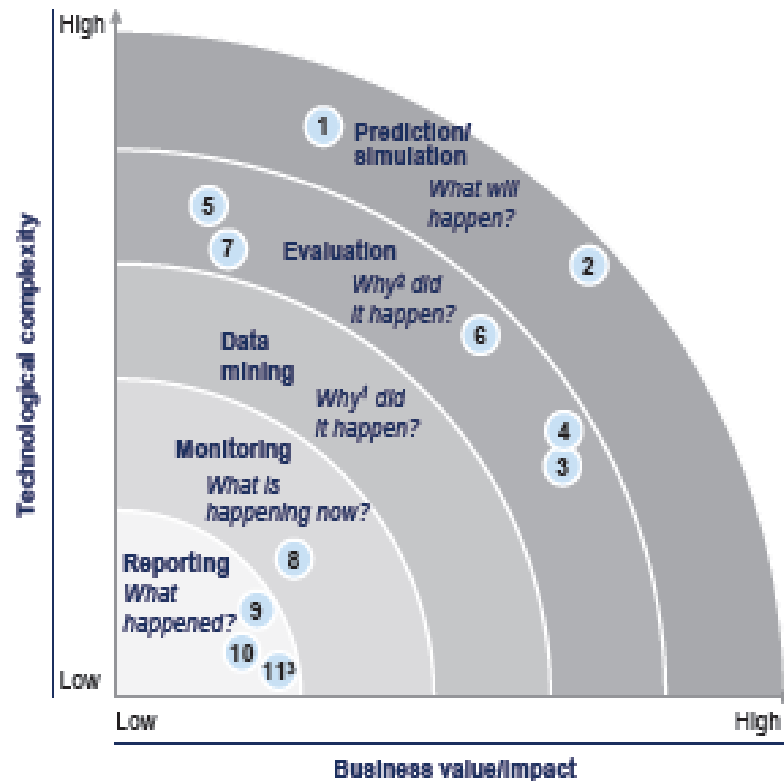 High
1
Prediction/
simulation
What will
happen?
5
7
Evaluation
2
Why² did
it happen?
6
Data
mining
Why¹ did
it happen?
4
3
Monitoring
What is
happening now?
8
Reporting
What
happened?
9
10
11³
Low
Low
High
Technological complexity
Business value/impact